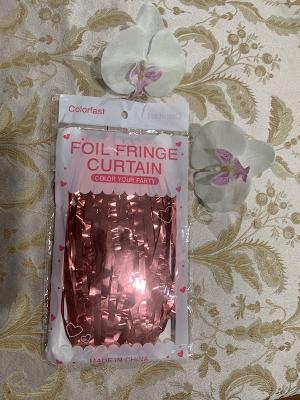 Colorfast
FOIL FRINGE
CURTAIN
COLOR YOUR PARTY
MADE IN CHINA